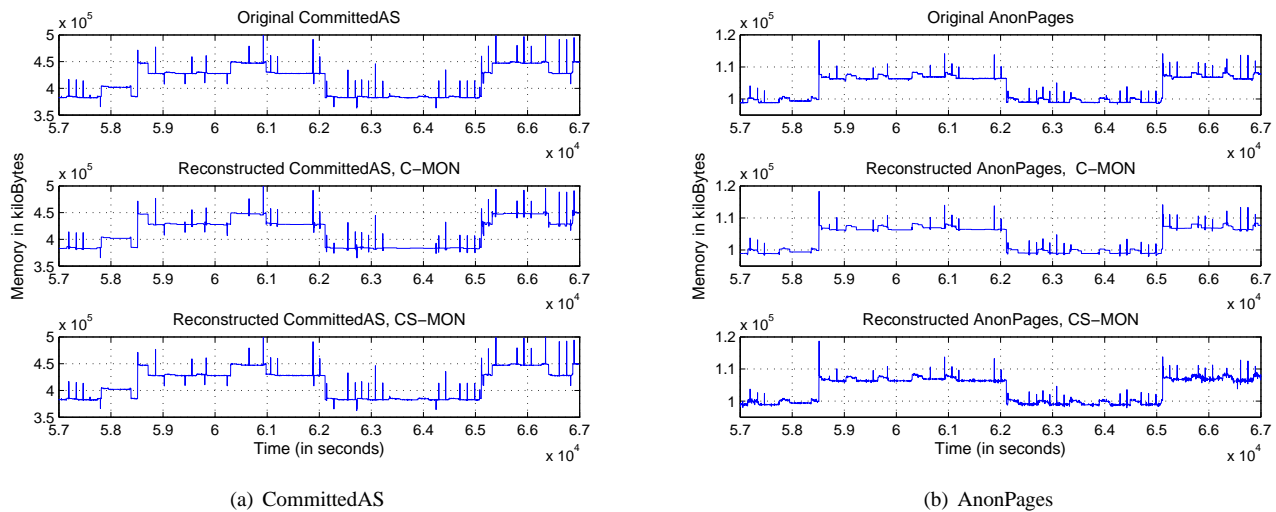 Original CommittedAS
x 10^5
5
4.5
4
3.5
5.7 5.8 5.9 6 6.1 6.2 6.3 6.4 6.5 6.6 6.7
x 10^4
Reconstructed CommittedAS, C−MON
x 10^5
5
4.5
4
3.5
5.7 5.8 5.9 6 6.1 6.2 6.3 6.4 6.5 6.6 6.7
x 10^4
Memory in kiloBytes
Reconstructed CommittedAS, CS−MON
x 10^5
5
4.5
4
3.5
5.7 5.8 5.9 6 6.1 6.2 6.3 6.4 6.5 6.6 6.7
Time (in seconds)
x 10^4
(a) CommittedAS
Original AnonPages
x 10^5
1.2
1.1
1
5.7 5.8 5.9 6 6.1 6.2 6.3 6.4 6.5 6.6 6.7
x 10^4
Reconstructed AnonPages, C−MON
x 10^5
1.2
1.1
1
5.7 5.8 5.9 6 6.1 6.2 6.3 6.4 6.5 6.6 6.7
x 10^4
Memory in kiloBytes
Reconstructed AnonPages, CS−MON
x 10^5
1.2
1.1
1
5.7 5.8 5.9 6 6.1 6.2 6.3 6.4 6.5 6.6 6.7
Time (in seconds)
x 10^4
(b) AnonPages